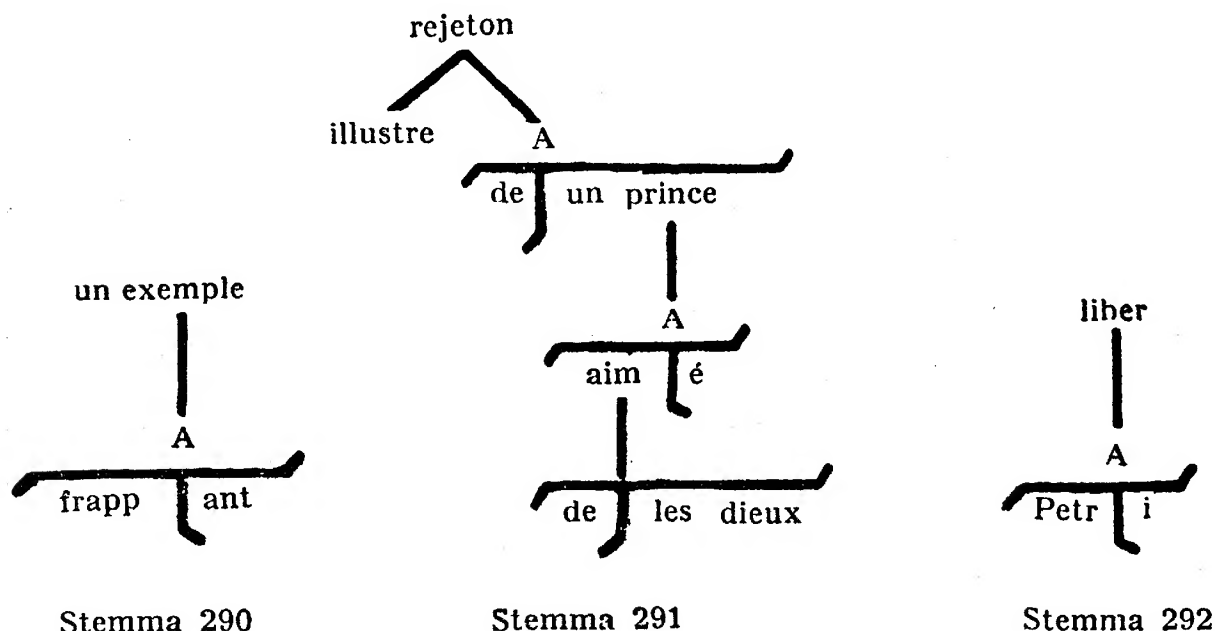 rejeton
illustre A
de un prince
un exemple
A
aim é
liber
A
frapp ant
de les dieux
A
Petr i
Stemma 290 Stemma 291 Stemma 292